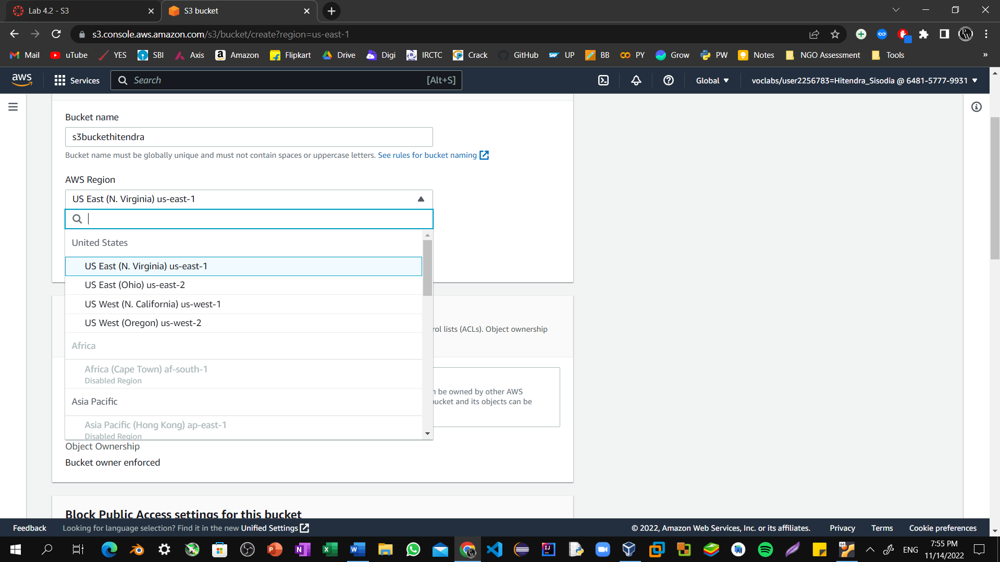 Lab 4.2 - S3
S3 bucket
s3.console.aws.amazon.com/s3/bucket/create?region=us-east-1
Mail uTube YES SBI Axis Amazon Flipkart Drive Digi IRCTC Crack GitHub UP BB PY Grow PW Notes NGO Assessment Tools »
aws Services Search [Alt+S] Global voclabs/user2256783=Hitendra_Sisodia @ 6481-5777-9931
Bucket name
s3buckethitendra
Bucket name must be globally unique and must not contain spaces or uppercase letters. See rules for bucket naming
AWS Region
US East (N. Virginia) us-east-1
United States
US East (N. Virginia) us-east-1
US East (Ohio) us-east-2
US West (N. California) us-west-1
US West (Oregon) us-west-2
rol lists (ACLs). Object ownership
Africa
Africa (Cape Town) af-south-1
Disabled Region
n be owned by other AWS
Asia Pacific
bucket and its objects can be
Asia Pacific (Hong Kong) ap-east-1
Disabled Region
Object Ownership
Bucket owner enforced
Block Public Access settings for this bucket
Feedback Looking for language selection? Find it in the new Unified Settings © 2022, Amazon Web Services, Inc. or its affiliates. Privacy Terms Cookie preferences
ENG
7:55 PM
11/14/2022